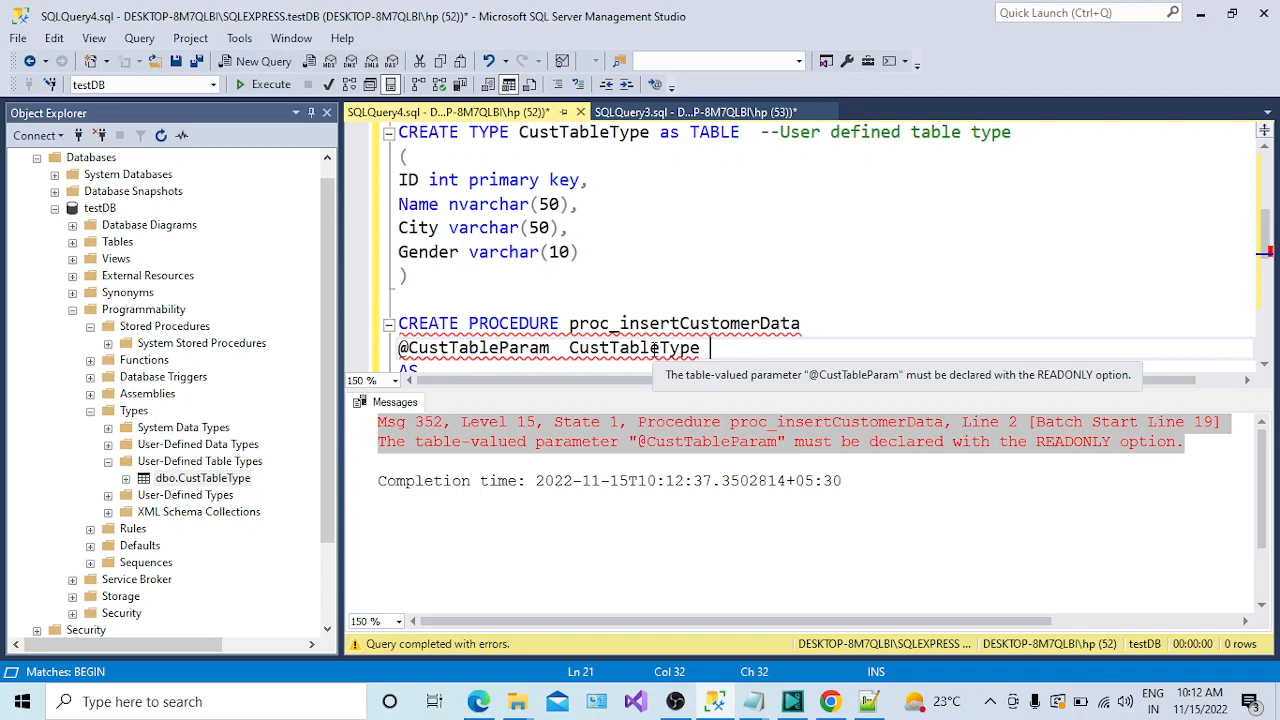 SQLQuery4.sql - DESKTOP-8M7QLBI\SQLEXPRESS.testDB (DESKTOP-8M7QLBI\hp (52))* - Microsoft SQL Server Management Studio
Quick Launch (Ctrl+Q)
File Edit View Query Project Tools Window Help
New Query
testDB
Execute
Object Explorer
Connect
Databases
System Databases
Database Snapshots
testDB
Database Diagrams
Tables
Views
External Resources
Synonyms
Programmability
Stored Procedures
System Stored Procedures
Functions
Database Triggers
Assemblies
Types
System Data Types
User-Defined Data Types
User-Defined Table Types
dbo.CustTableType
User-Defined Types
XML Schema Collections
Rules
Defaults
Sequences
Service Broker
Storage
Security
Security
SQLQuery4.sql - D...P-8M7QLBI\hp (52))*
SQLQuery3.sql - D...P-8M7QLBI\hp (53))*
CREATE TYPE CustTableType as TABLE --User defined table type
(
ID int primary key,
Name nvarchar(50),
City varchar(50),
Gender varchar(10)
)
CREATE PROCEDURE proc_insertCustomerData
@CustTableParam CustTableType
AS
The table-valued parameter "@CustTableParam" must be declared with the READONLY option.
150 %
Messages
Msg 352, Level 15, State 1, Procedure proc_insertCustomerData, Line 2 [Batch Start Line 19]
The table-valued parameter "@CustTableParam" must be declared with the READONLY option.
Completion time: 2022-11-15T10:12:37.3502814+05:30
150 %
Query completed with errors.
DESKTOP-8M7QLBI\SQLEXPRESS ...
DESKTOP-8M7QLBI\hp (52)
testDB
00:00:00
0 rows
Matches: BEGIN
Ln 21
Col 32
Ch 32
INS
Type here to search
23°C
ENG
IN
10:12 AM
11/15/2022
3